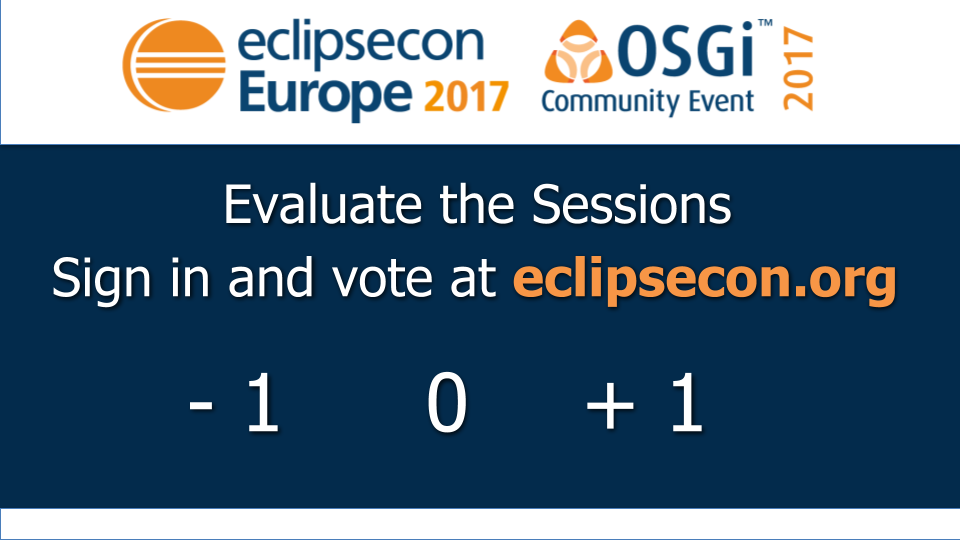 eclipsecon
Europe 2017
OSGi™
Community Event
2017
Evaluate the Sessions
Sign in and vote at eclipsecon.org
- 1 0 + 1